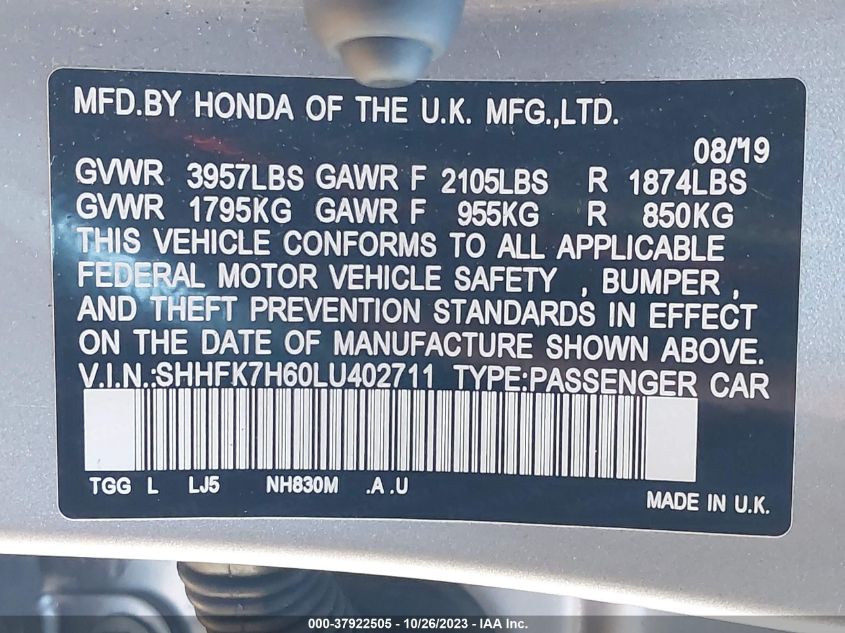 MFD.BY HONDA OF THE U.K. MFG.,LTD.
08/19
GVWR 3957LBS GAWR F 2105LBS R 1874LBS
GVWR 1795KG GAWR F 955KG R 850KG
THIS VEHICLE CONFORMS TO ALL APPLICABLE
FEDERAL MOTOR VEHICLE SAFETY , BUMPER ,
AND THEFT PREVENTION STANDARDS IN EFFECT
ON THE DATE OF MANUFACTURE SHOWN ABOVE.
V.I.N.:SHHFK7H60LU402711 TYPE:PASSENGER CAR
TGG L LJ5 NH830M .A .U
MADE IN U.K.
000-37922505 - 10/26/2023 - IAA Inc.